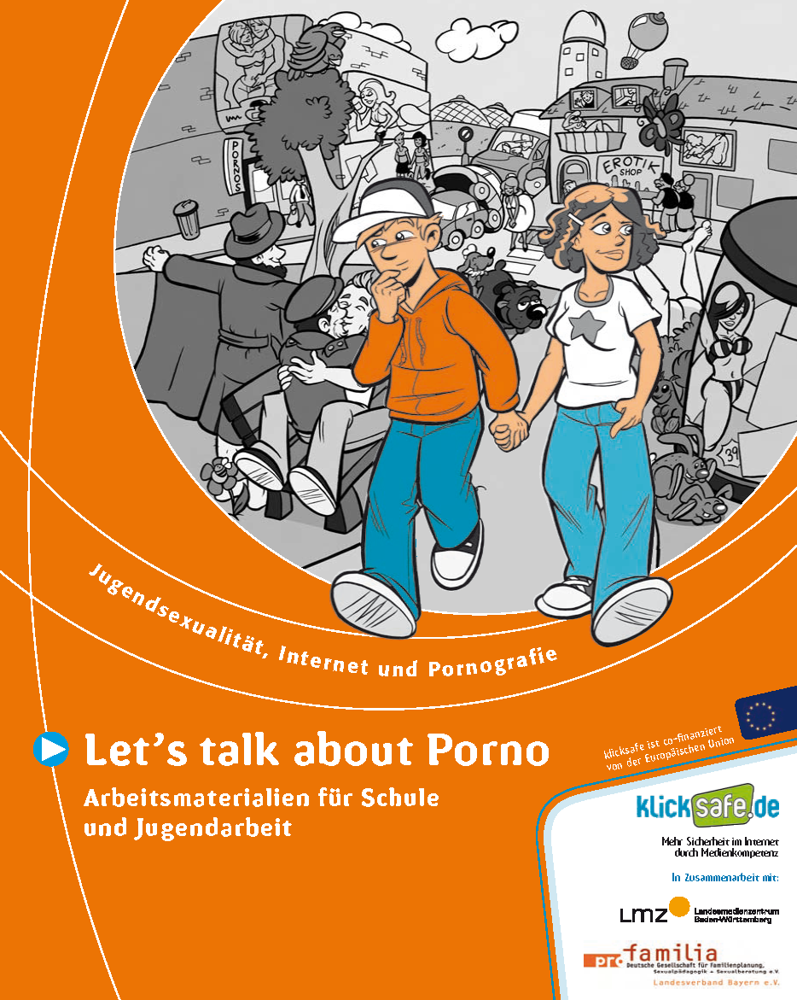 PORNOS
EROTIK
SHOP
39
Jugendsexualität, Internet und Pornografie
Let's talk about Porno
Arbeitsmaterialien für Schule
und Jugendarbeit
klicksafe ist co-finanziert
von der Europäischen Union
klicksafe.de
Mehr Sicherheit im Internet
durch Medienkompetenz
In Zusammenarbeit mit:
LMZ
Landesmedienzentrum
Baden-Württemberg
pro familia
Deutsche Gesellschaft für Familienplanung,
Sexualpädagogik + Sexualberatung e.V.
Landesverband Bayern e.V.